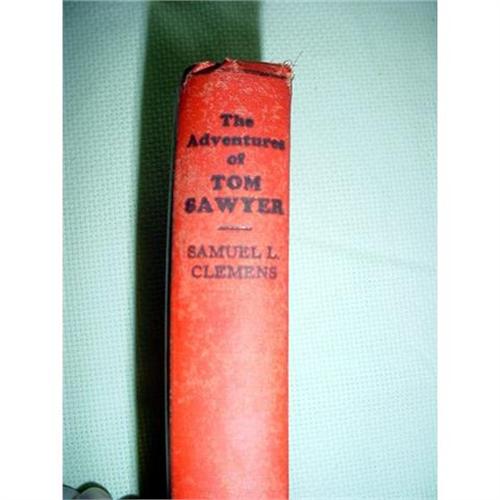 The
Adventures
of
TOM
SAWYER
SAMUEL L.
CLEMENS